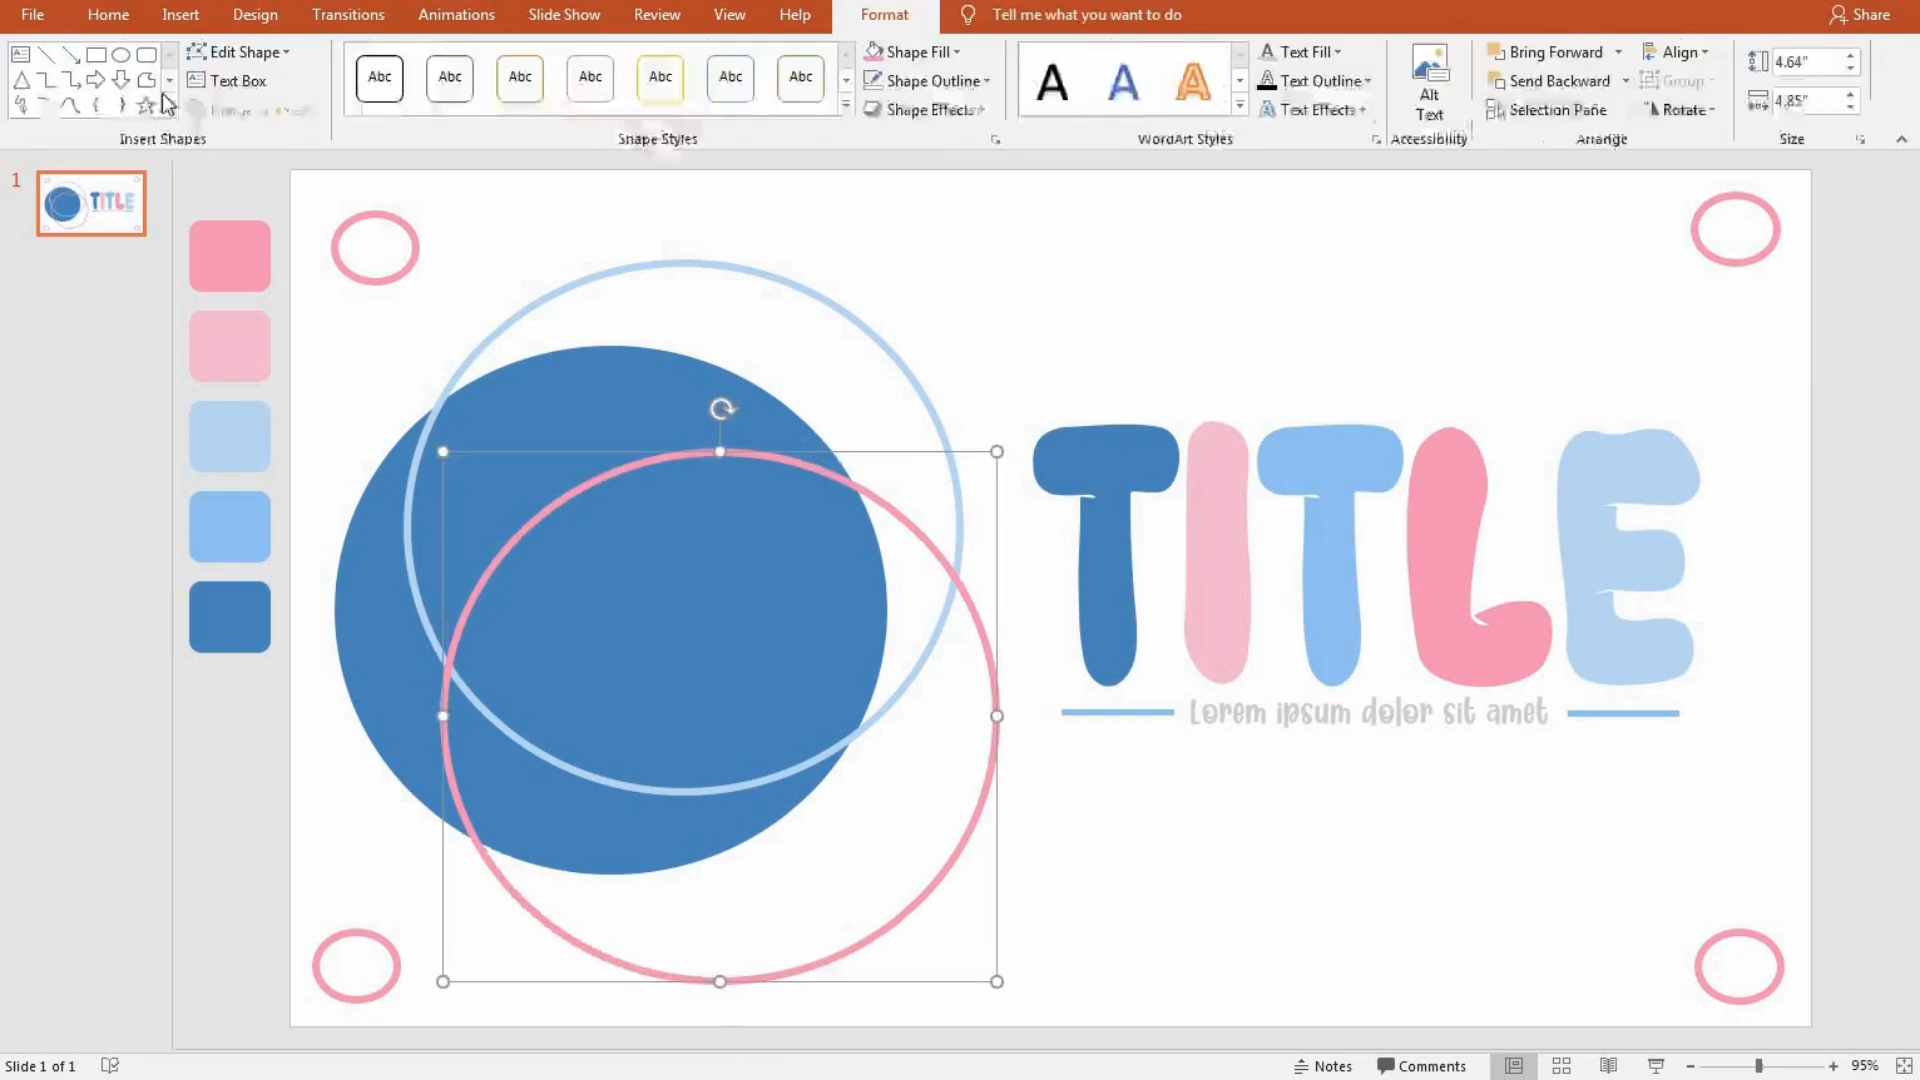 File Home Insert Design Transitions Animations Slide Show Review View Help Format Tell me what you want to do Share
Edit Shape
Text Box
Insert Shapes
Abc Abc Abc Abc Abc Abc Abc
Shape Styles
Shape Fill
Shape Outline
Shape Effects
A A A
WordArt Styles
Text Fill
Text Outline
Text Effects
Alt
Text
Accessibility
Bring Forward
Send Backward
Selection Pane
Align
Group
Rotate
Arrange
4.64"
4.85"
Size
1
TITLE
TITLE
Lorem ipsum dolor sit amet
Slide 1 of 1
Notes Comments 95%